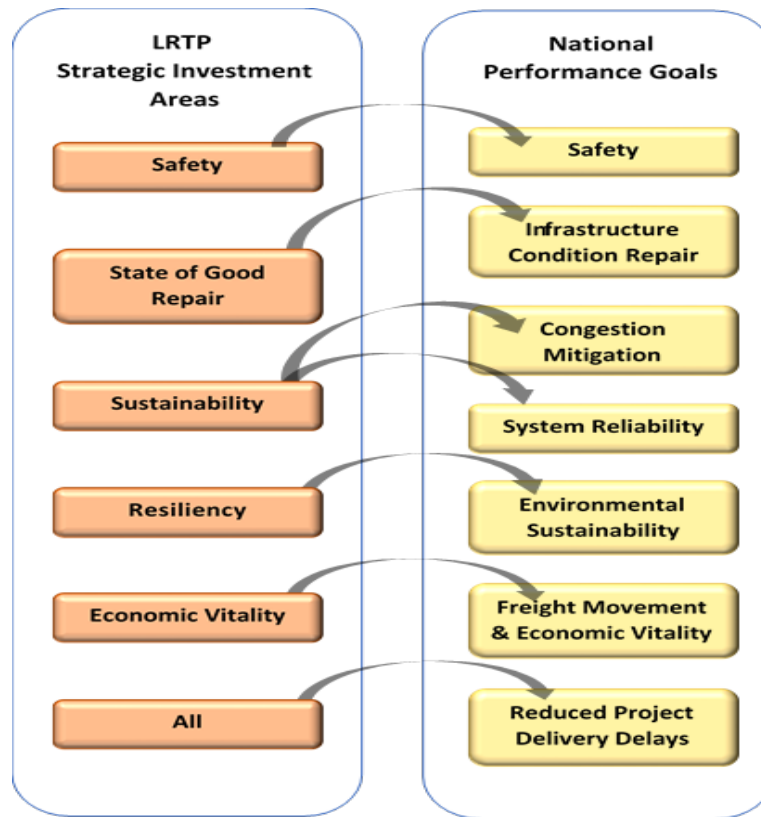 LRTP
Strategic Investment
Areas
Safety
State of Good
Repair
Sustainability
Resiliency
Economic Vitality
All
National
Performance Goals
Safety
Infrastructure
Condition Repair
Congestion
Mitigation
System Reliability
Environmental
Sustainability
Freight Movement
& Economic Vitality
Reduced Project
Delivery Delays